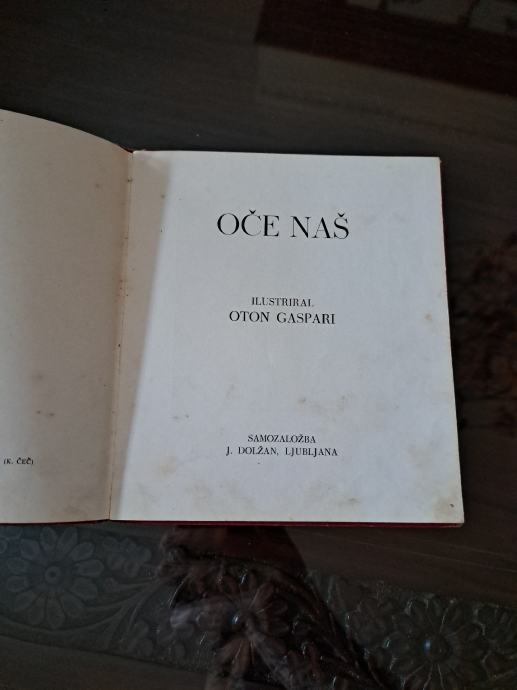 (K. ČEČ)
OČE NAŠ
ILUSTRIRAL
OTON GASPARI
SAMOZALOŽBA
J. DOLŽAN, LJUBLJANA